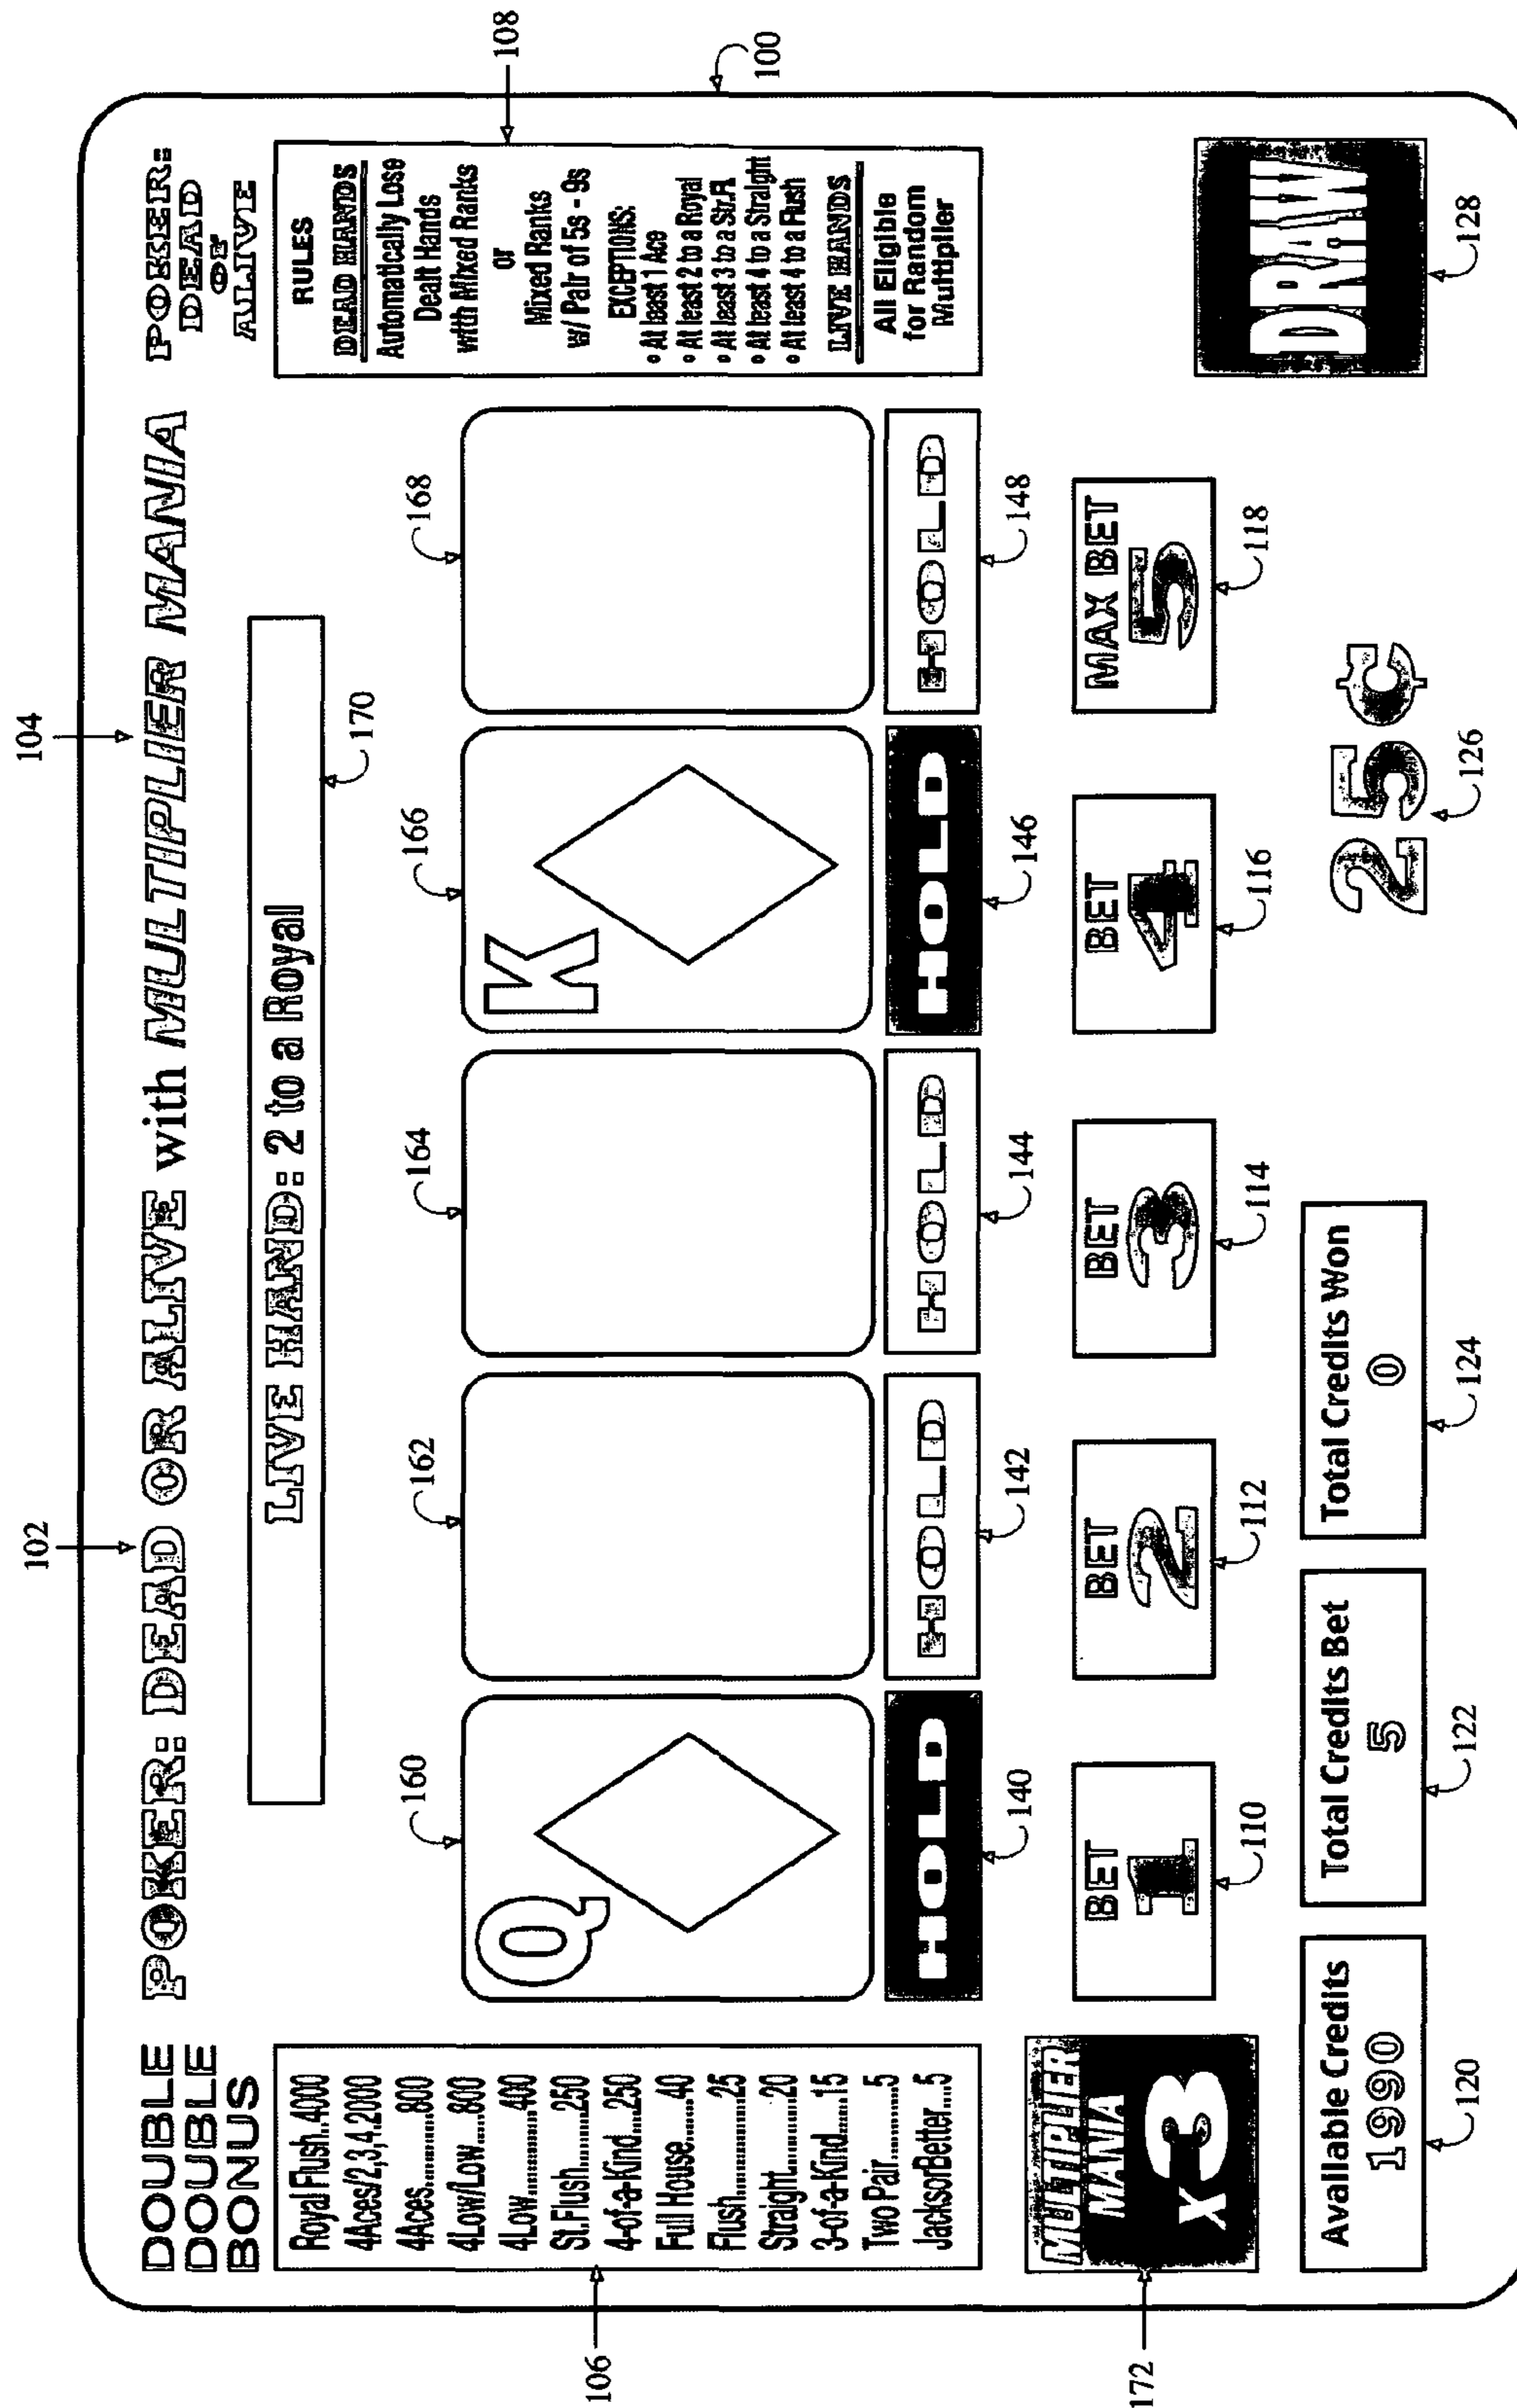 102
104
DOUBLE
DOUBLE
BONUS
POKER: DEAD OR ALIVE with MULTIPLIER MANIA
POKER:
DEAD
OR
ALIVE
LIVE HAND: 2 to a Royal
170
106
Royal Flush..4000
4Aces/2,3,4.2000
4Aces..........800
4Low/Low....800
4Low............400
St.Flush.......250
4-of-a-Kind...250
Full House.....40
Flush............25
Straight.........20
3-of-a-Kind....15
Two Pair..........5
JacksorBetter...5
160
162
164
166
168
Q
K
HOLD
HOLD
HOLD
HOLD
HOLD
140
142
144
146
148
RULES
DEAD HANDS
Automatically Lose
Dealt Hands
with Mixed Ranks
or
Mixed Ranks
w/ Pair of 5s - 9s
EXCEPTIONS:
• At least 1 Ace
• At least 2 to a Royal
• At least 3 to a Str.Fl
• At least 4 to a Straight
• At least 4 to a Flush
LIVE HANDS
All Eligible
for Random
Multiplier
108
100
172
MULTIPLIER
MANIA
x3
BET
1
110
BET
2
112
BET
3
114
BET
4
116
MAX BET
5
118
Available Credits
1990
120
Total Credits Bet
5
122
Total Credits Won
0
124
25¢
126
DRAW
128